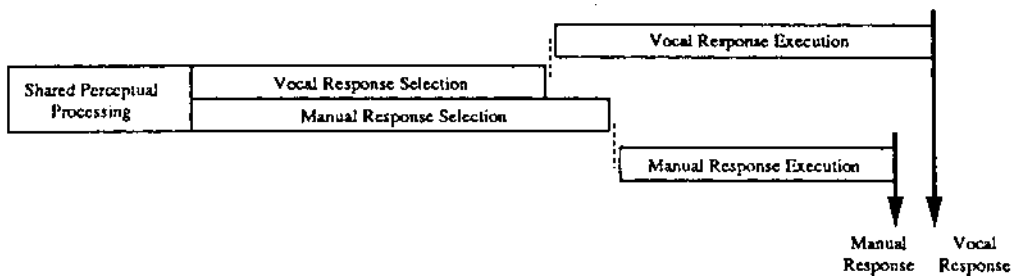 Vocal Response Execution
Shared Perceptual
Processing
Vocal Response Selection
Manual Response Selection
Manual Response Execution
Manual
Response
Vocal
Response